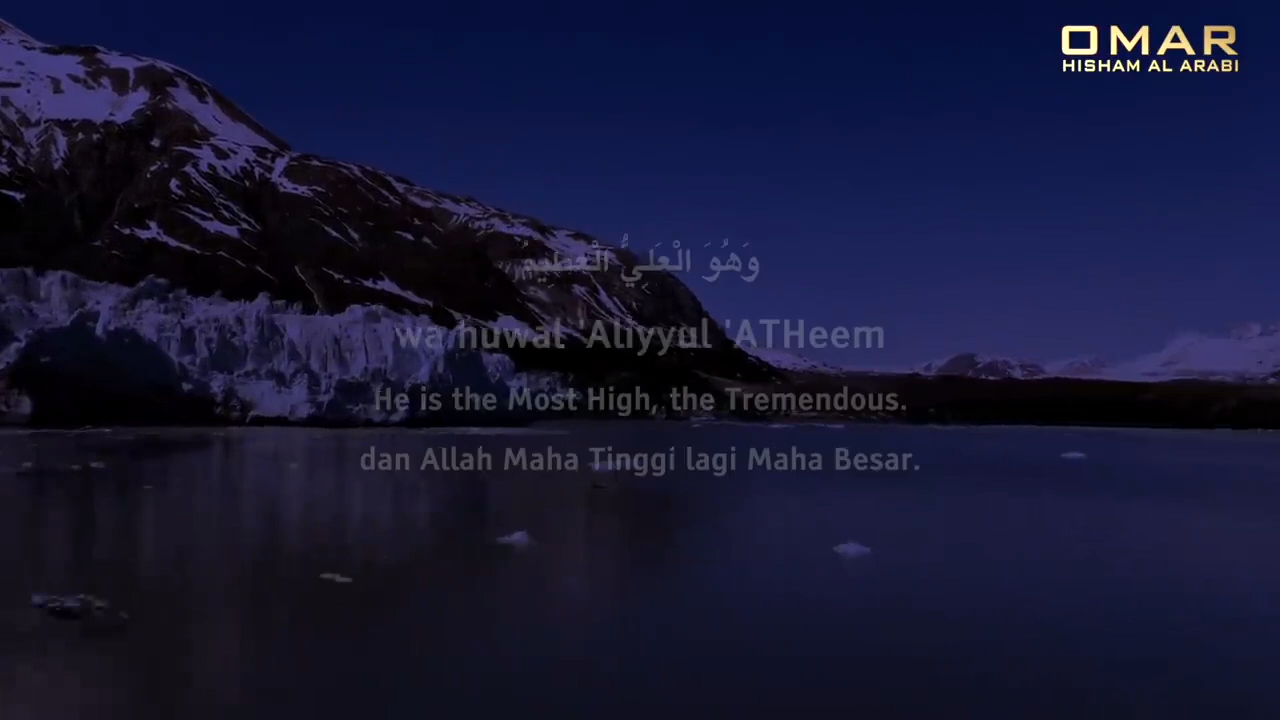 OMAR
HISHAM AL ARABI
وَهُوَ الْعَلِيُّ الْعَظِيمُ
wa huwal 'Aliyyul 'ATHeem
He is the Most High, the Tremendous.
dan Allah Maha Tinggi lagi Maha Besar.